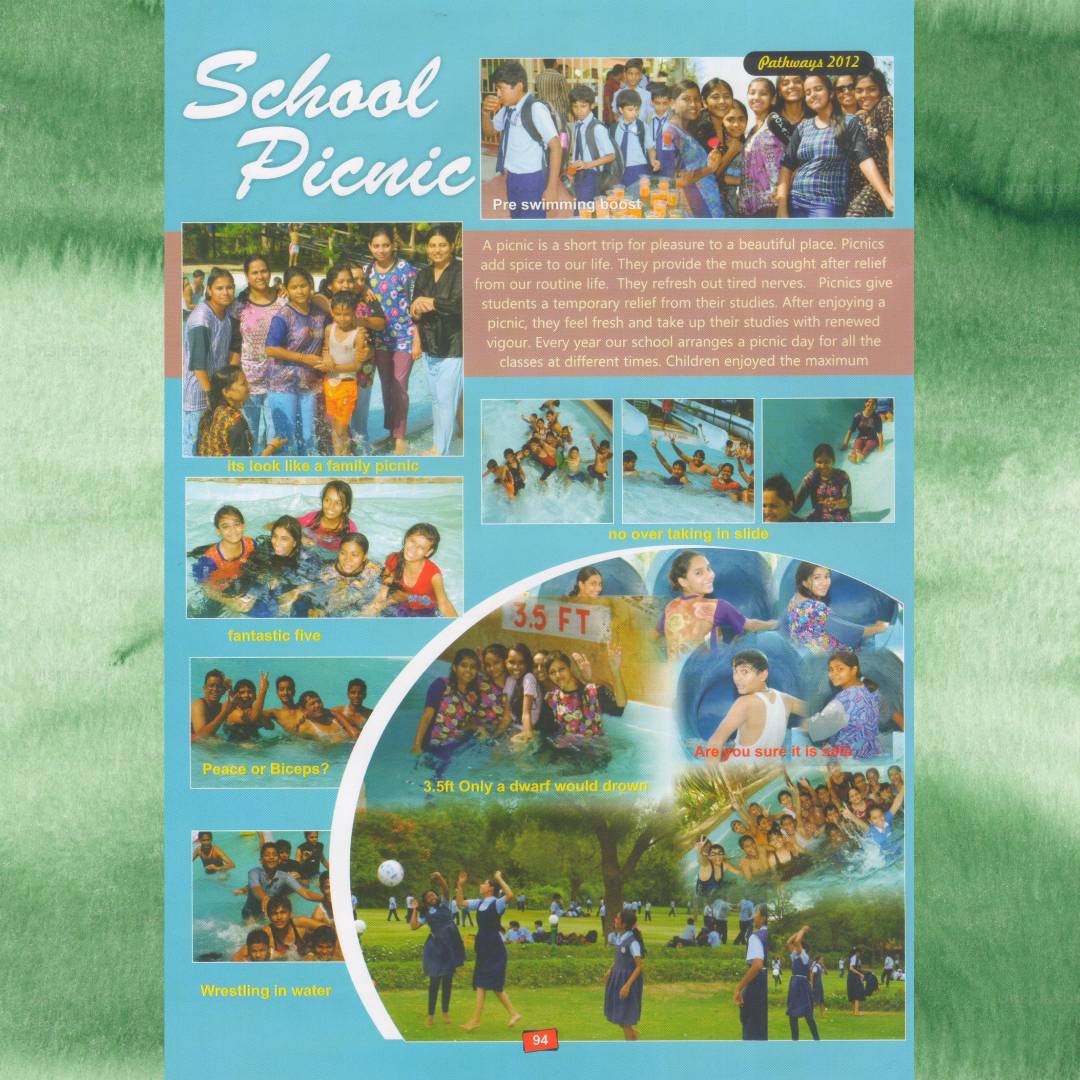 School
Picnic
Pathways 2012
Pre swimming boost
A picnic is a short trip for pleasure to a beautiful place. Picnics
add spice to our life. They provide the much sought after relief
from our routine life. They refresh out tired nerves. Picnics give
students a temporary relief from their studies. After enjoying a
picnic, they feel fresh and take up their studies with renewed
vigour. Every year our school arranges a picnic day for all the
classes at different times. Children enjoyed the maximum
its look like a family picnic
no over taking in slide
fantastic five
3.5 FT
Are you sure it is safe
Peace or Biceps?
3.5ft Only a dwarf would drown
Wrestling in water
94